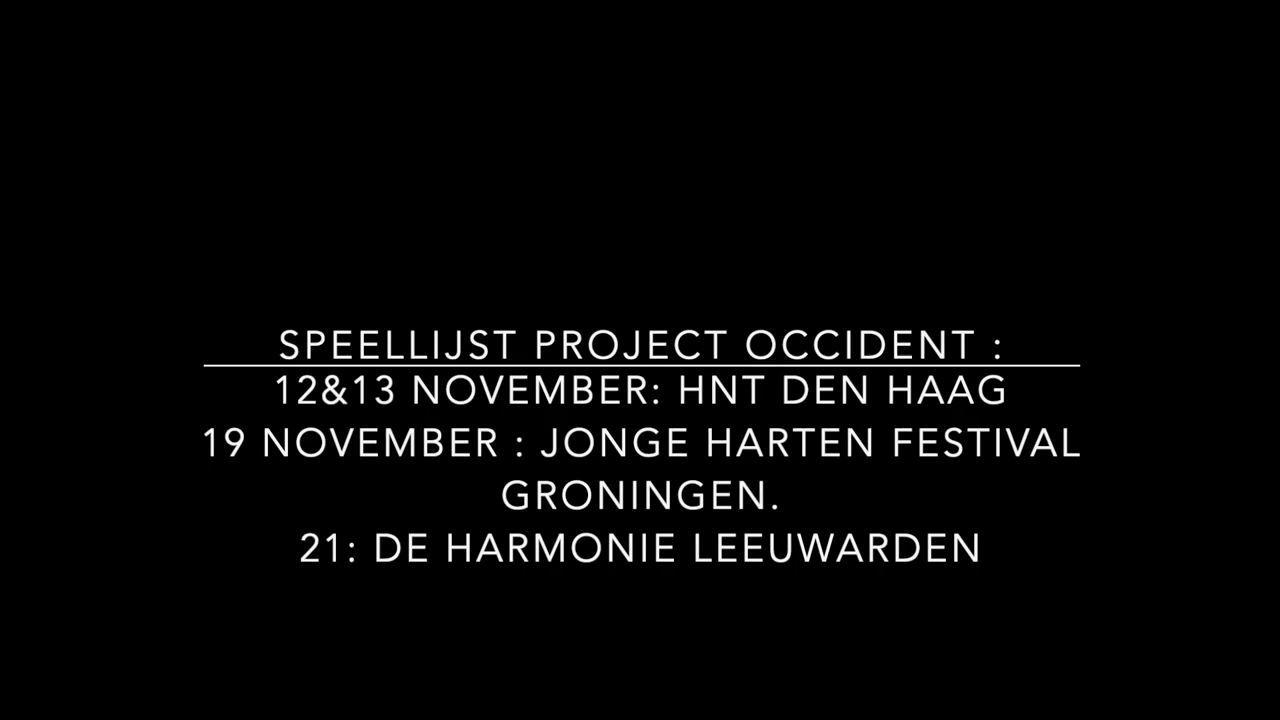 SPEELLIJST PROJECT OCCIDENT :
12&13 NOVEMBER: HNT DEN HAAG
19 NOVEMBER : JONGE HARTEN FESTIVAL
GRONINGEN.
21: DE HARMONIE LEEUWARDEN